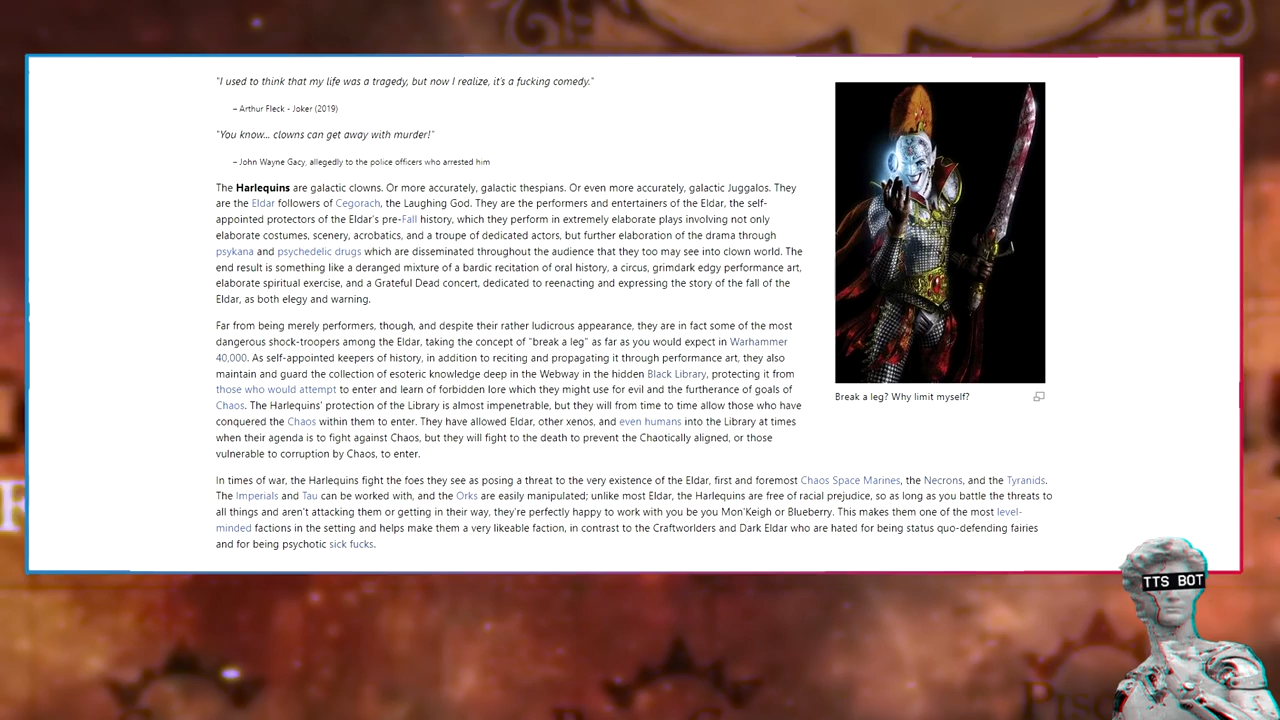 "I used to think that my life was a tragedy, but now I realize, it's a fucking comedy."
– Arthur Fleck - Joker (2019)
"You know... clowns can get away with murder!"
– John Wayne Gacy, allegedly to the police officers who arrested him
The Harlequins are galactic clowns. Or more accurately, galactic thespians. Or even more accurately, galactic Juggalos. They
are the Eldar followers of Cegorach, the Laughing God. They are the performers and entertainers of the Eldar, the self-
appointed protectors of the Eldar's pre-Fall history, which they perform in extremely elaborate plays involving not only
elaborate costumes, scenery, acrobatics, and a troupe of dedicated actors, but further elaboration of the drama through
psykana and psychedelic drugs which are disseminated throughout the audience that they too may see into clown world. The
end result is something like a deranged mixture of a bardic recitation of oral history, a circus, grimdark edgy performance art,
elaborate spiritual exercise, and a Grateful Dead concert, dedicated to reenacting and expressing the story of the fall of the
Eldar, as both elegy and warning.
Far from being merely performers, though, and despite their rather ludicrous appearance, they are in fact some of the most
dangerous shock-troopers among the Eldar, taking the concept of "break a leg" as far as you would expect in Warhammer
40,000. As self-appointed keepers of history, in addition to reciting and propagating it through performance art, they also
maintain and guard the collection of esoteric knowledge deep in the Webway in the hidden Black Library, protecting it from
those who would attempt to enter and learn of forbidden lore which they might use for evil and the furtherance of goals of
Chaos. The Harlequins' protection of the Library is almost impenetrable, but they will from time to time allow those who have
conquered the Chaos within them to enter. They have allowed Eldar, other xenos, and even humans into the Library at times
when their agenda is to fight against Chaos, but they will fight to the death to prevent the Chaotically aligned, or those
vulnerable to corruption by Chaos, to enter.
Break a leg? Why limit myself?
In times of war, the Harlequins fight the foes they see as posing a threat to the very existence of the Eldar, first and foremost Chaos Space Marines, the Necrons, and the Tyranids.
The Imperials and Tau can be worked with, and the Orks are easily manipulated; unlike most Eldar, the Harlequins are free of racial prejudice, so as long as you battle the threats to
all things and aren't attacking them or getting in their way, they're perfectly happy to work with you be you Mon'Keigh or Blueberry. This makes them one of the most level-
minded factions in the setting and helps make them a very likeable faction, in contrast to the Craftworlders and Dark Eldar who are hated for being status quo-defending fairies
and for being psychotic sick fucks.
TTS BOT